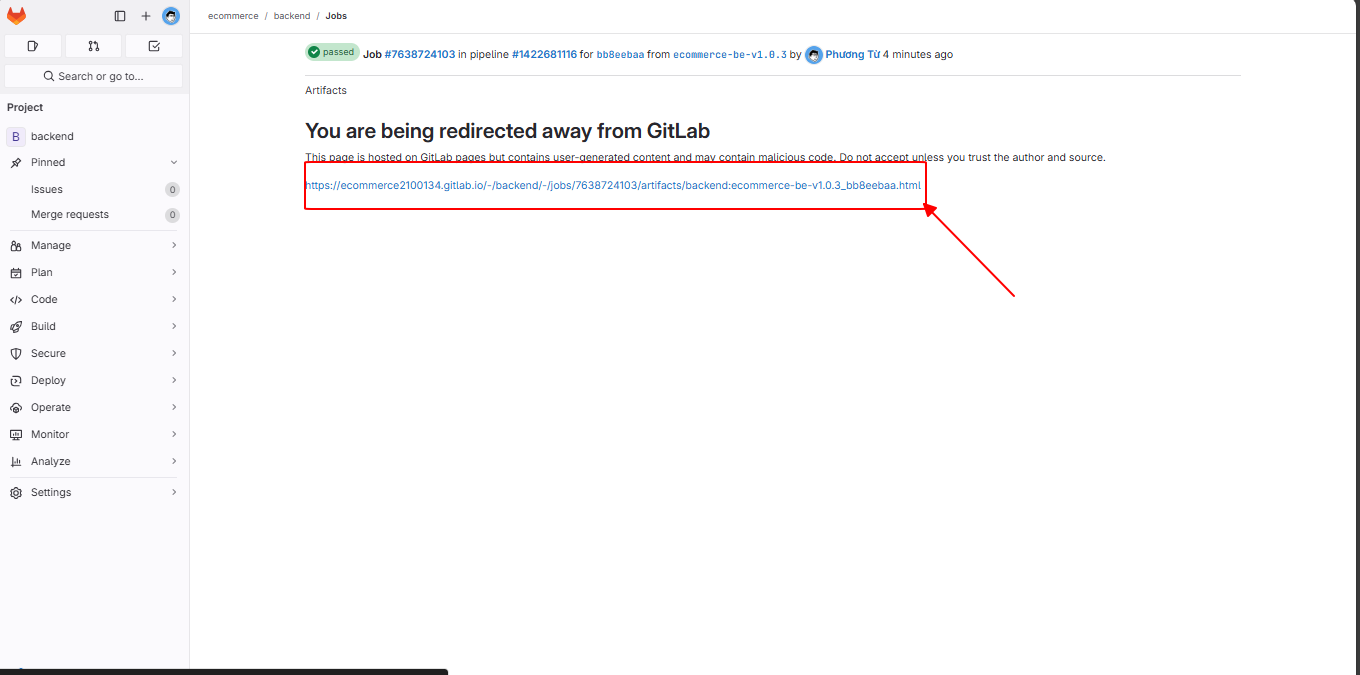 ecommerce / backend / Jobs
passed Job #7638724103 in pipeline #1422681116 for bb8eebaa from ecommerce-be-v1.0.3 by Phương Từ 4 minutes ago
Search or go to...
Artifacts
Project
You are being redirected away from GitLab
B backend
This page is hosted on GitLab pages but contains user-generated content and may contain malicious code. Do not accept unless you trust the author and source.
Pinned
https://ecommerce2100134.gitlab.io/-/backend/-/jobs/7638724103/artifacts/backend:ecommerce-be-v1.0.3_bb8eebaa.html
Issues 0
Merge requests 0
Manage
Plan
Code
Build
Secure
Deploy
Operate
Monitor
Analyze
Settings